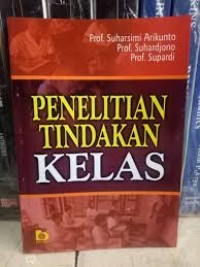 Prof. Suharsimi Arikunto
Prof. Suhardjono
Prof. Supardi
PENELITIAN
TINDAKAN
KELAS